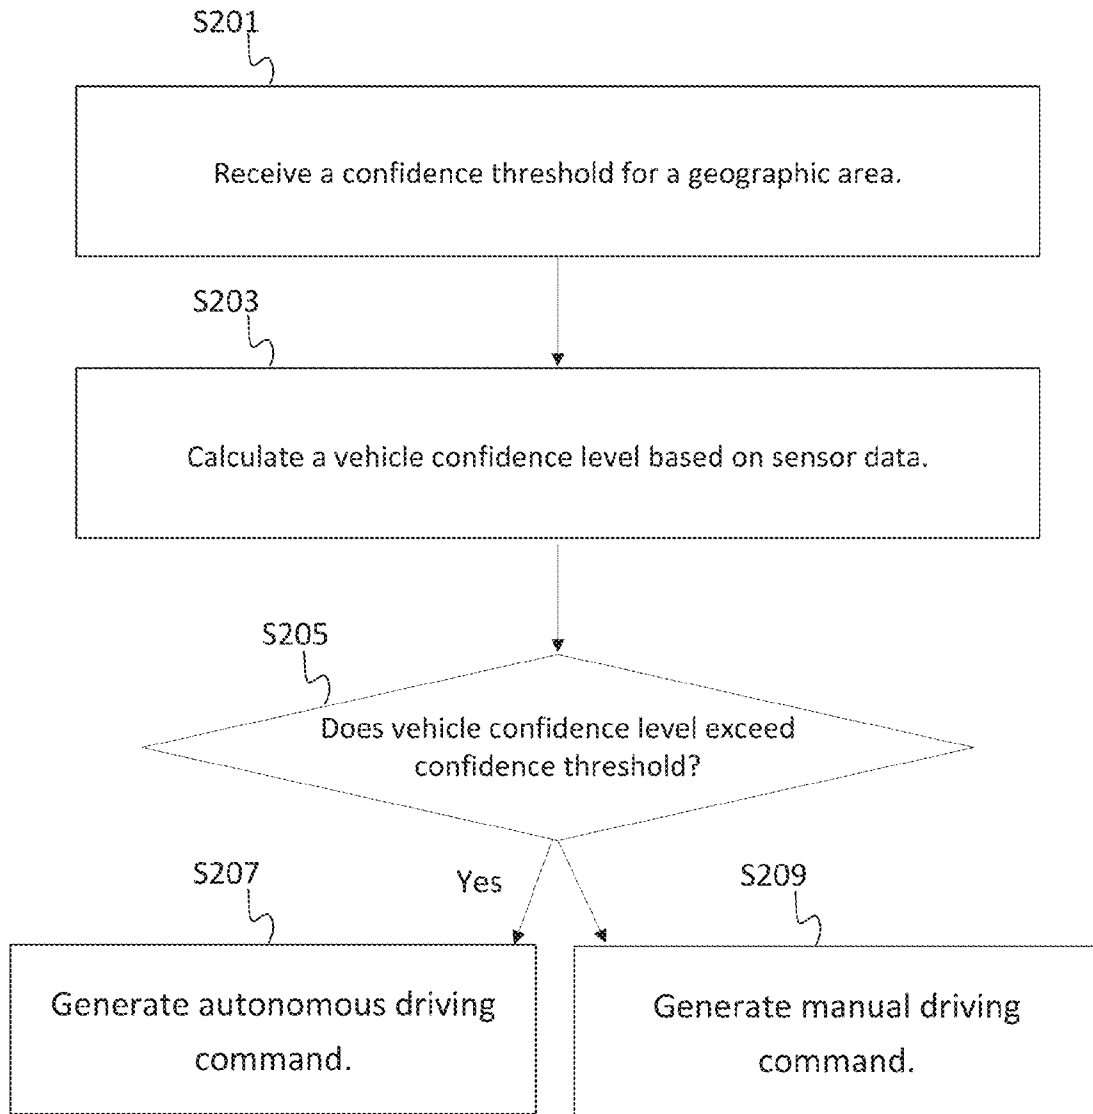 S201
Receive a confidence threshold for a geographic area.
S203
Calculate a vehicle confidence level based on sensor data.
S205
Does vehicle confidence level exceed
confidence threshold?
S207
Yes
S209
Generate autonomous driving
command.
Generate manual driving
command.